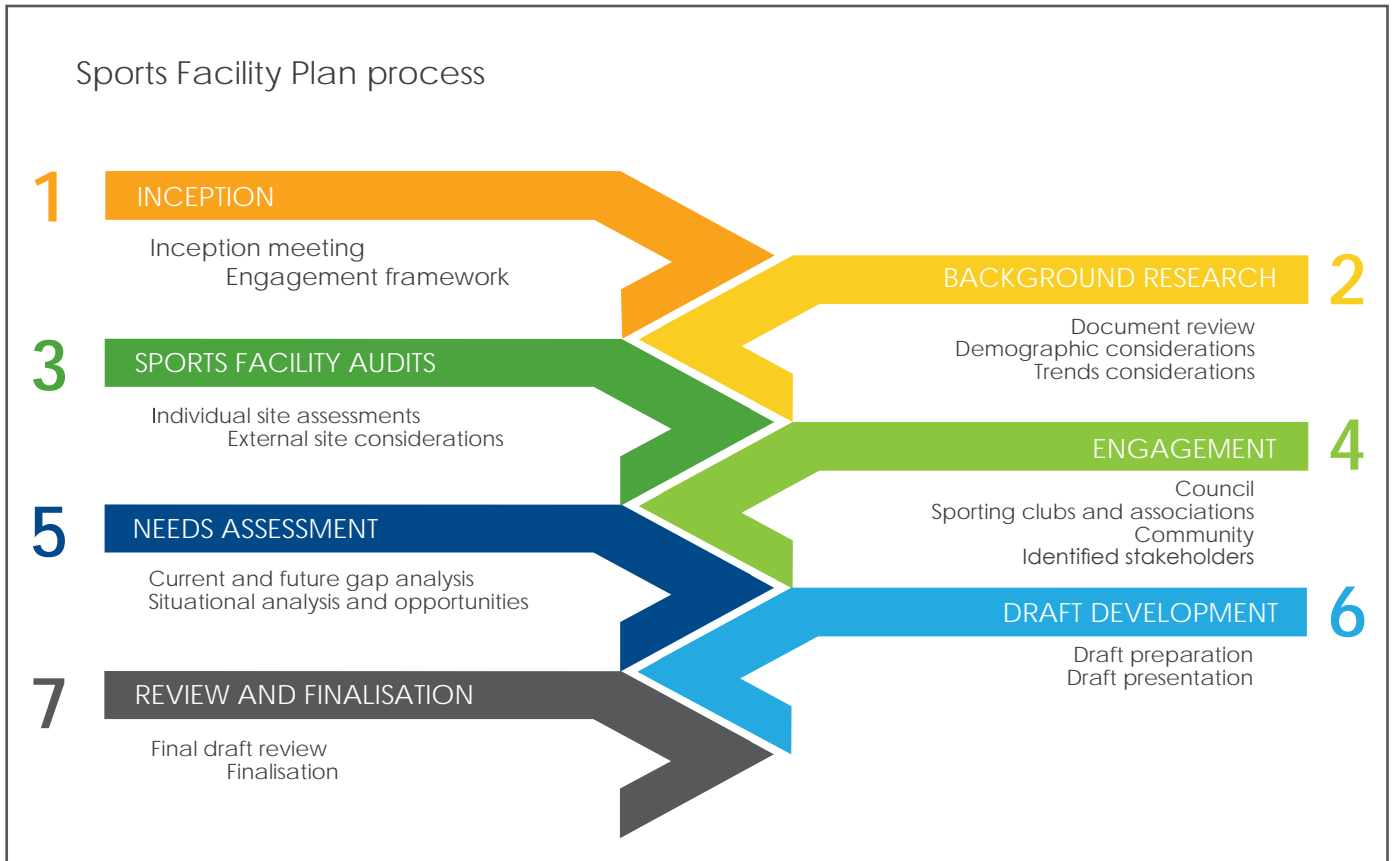 Sports Facility Plan process
1
INCEPTION
Inception meeting
Engagement framework
2
BACKGROUND RESEARCH
Document review
Demographic considerations
Trends considerations
3
SPORTS FACILITY AUDITS
Individual site assessments
External site considerations
4
ENGAGEMENT
Council
Sporting clubs and associations
Community
Identified stakeholders
5
NEEDS ASSESSMENT
Current and future gap analysis
Situational analysis and opportunities
6
DRAFT DEVELOPMENT
Draft preparation
Draft presentation
7
REVIEW AND FINALISATION
Final draft review
Finalisation